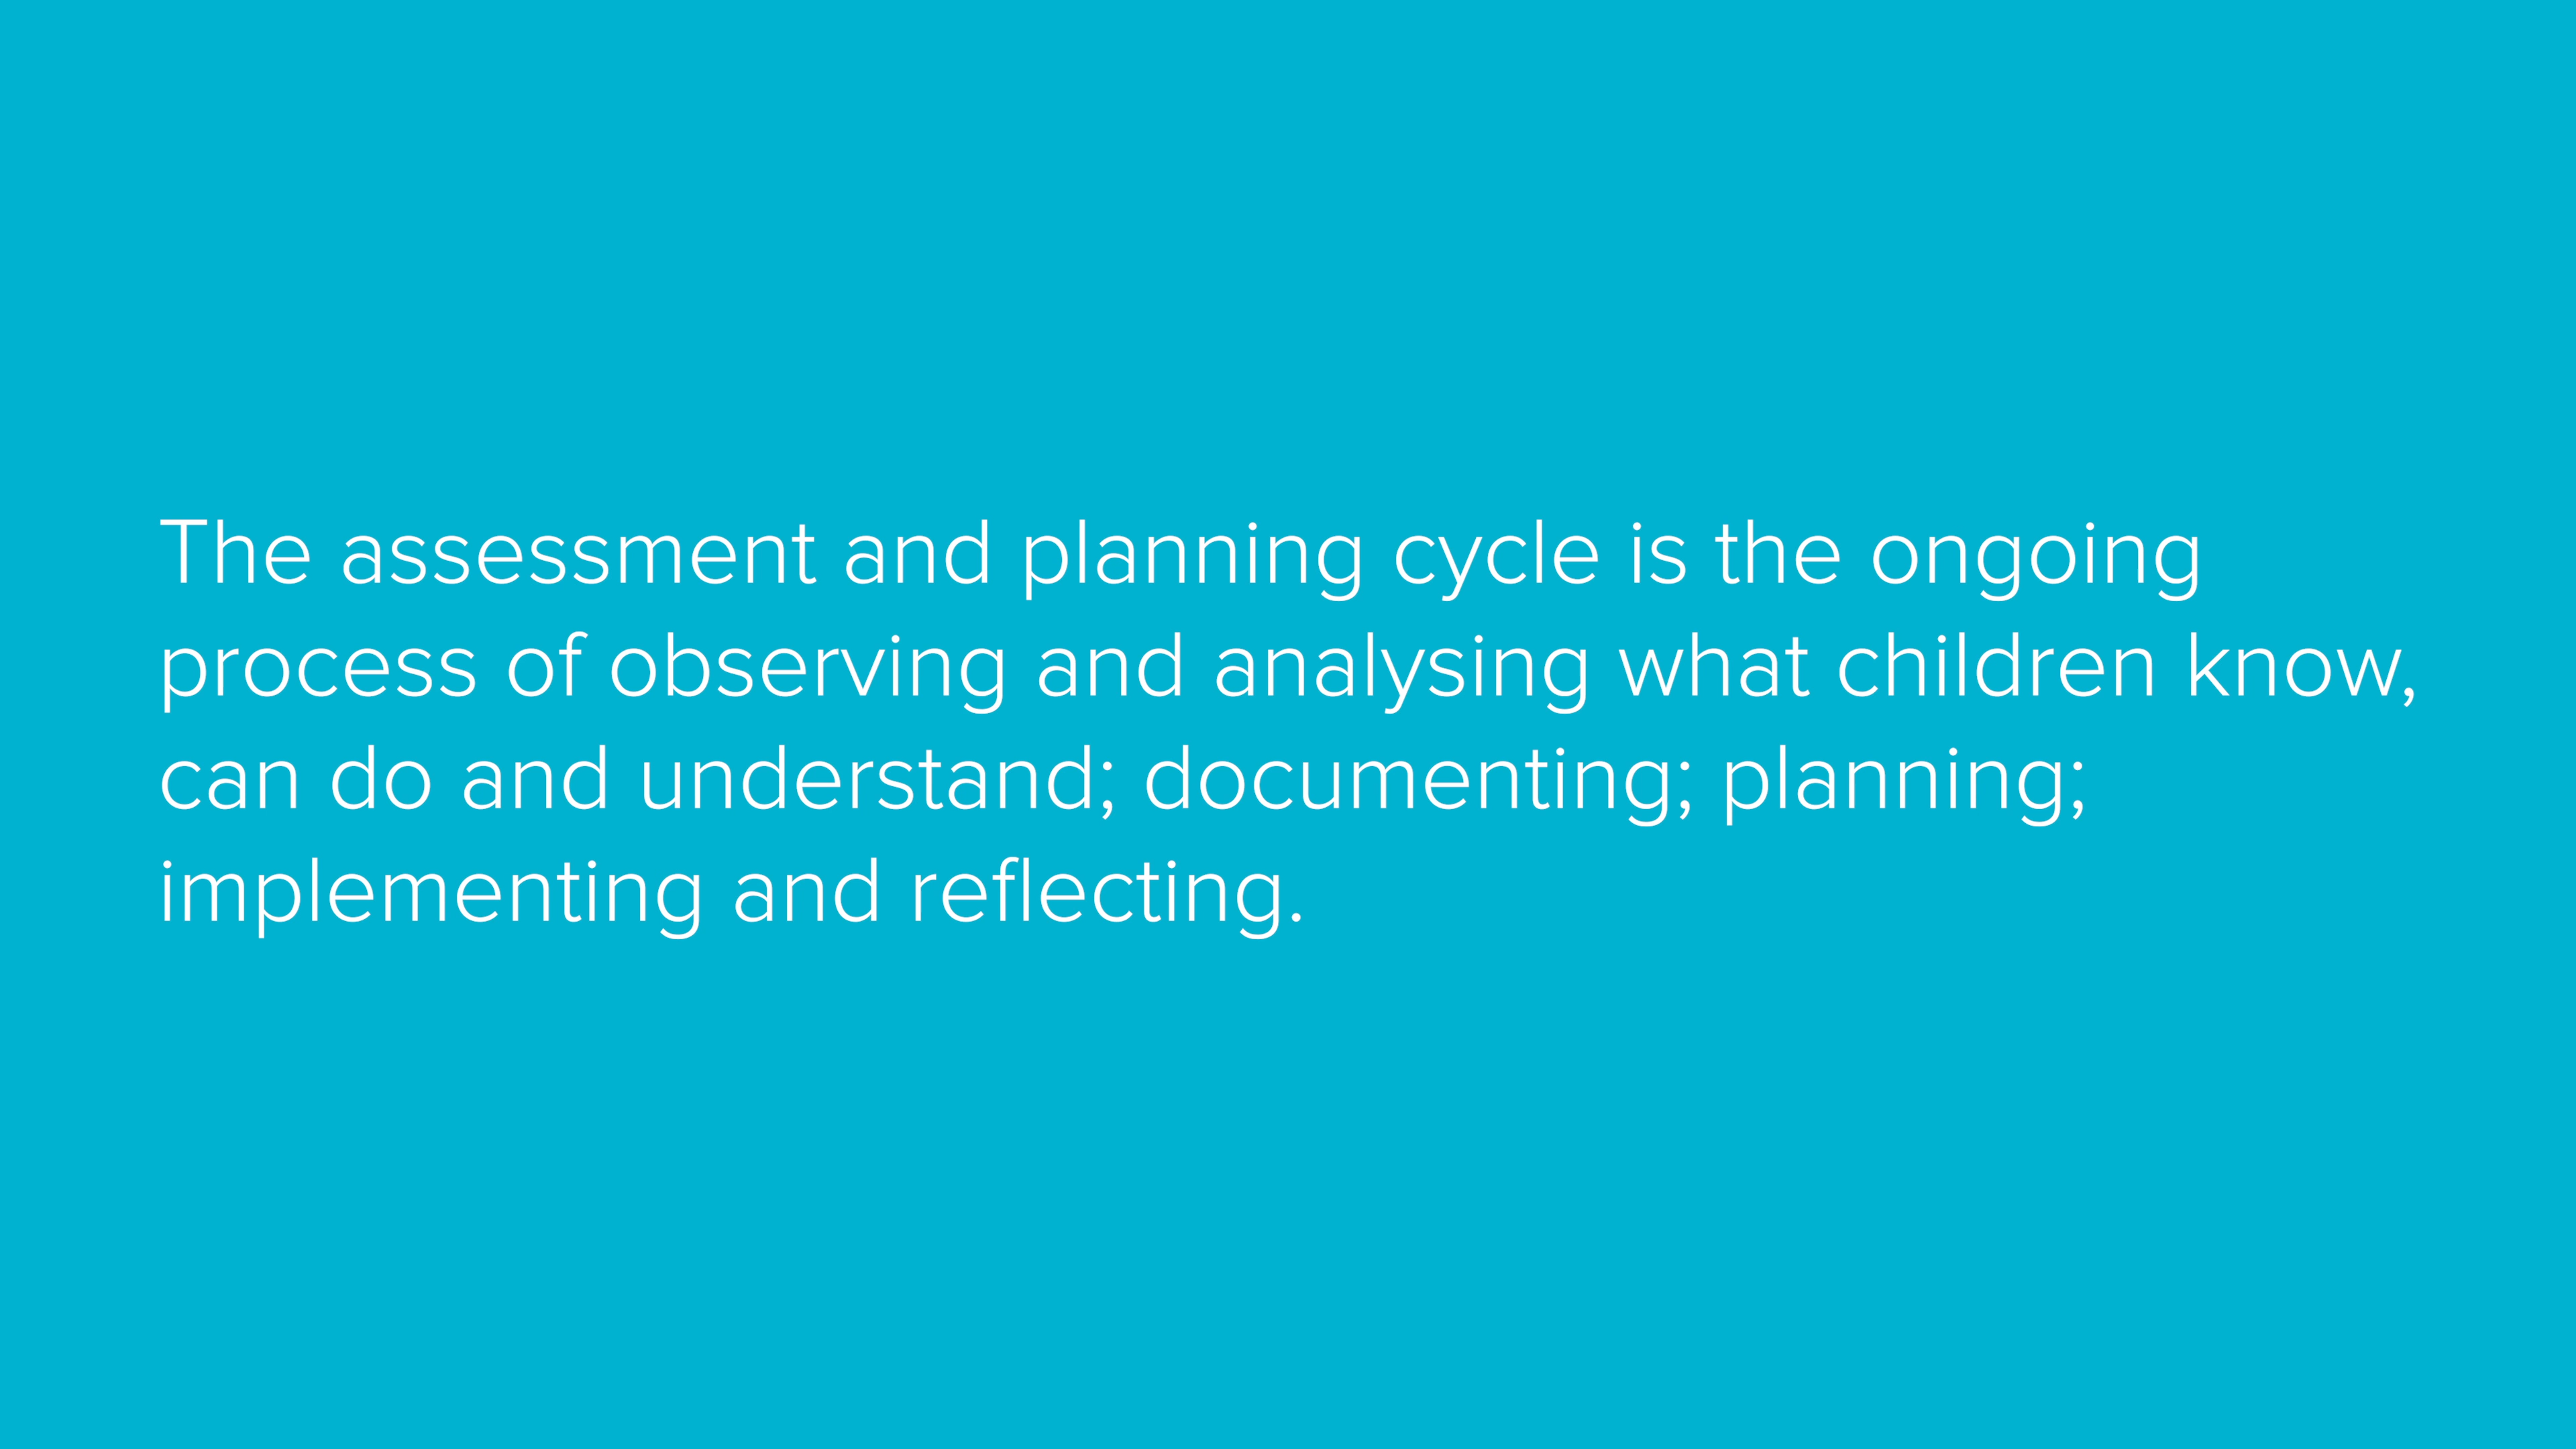 The assessment and planning cycle is the ongoing
process of observing and analysing what children know,
can do and understand; documenting; planning;
implementing and reflecting.